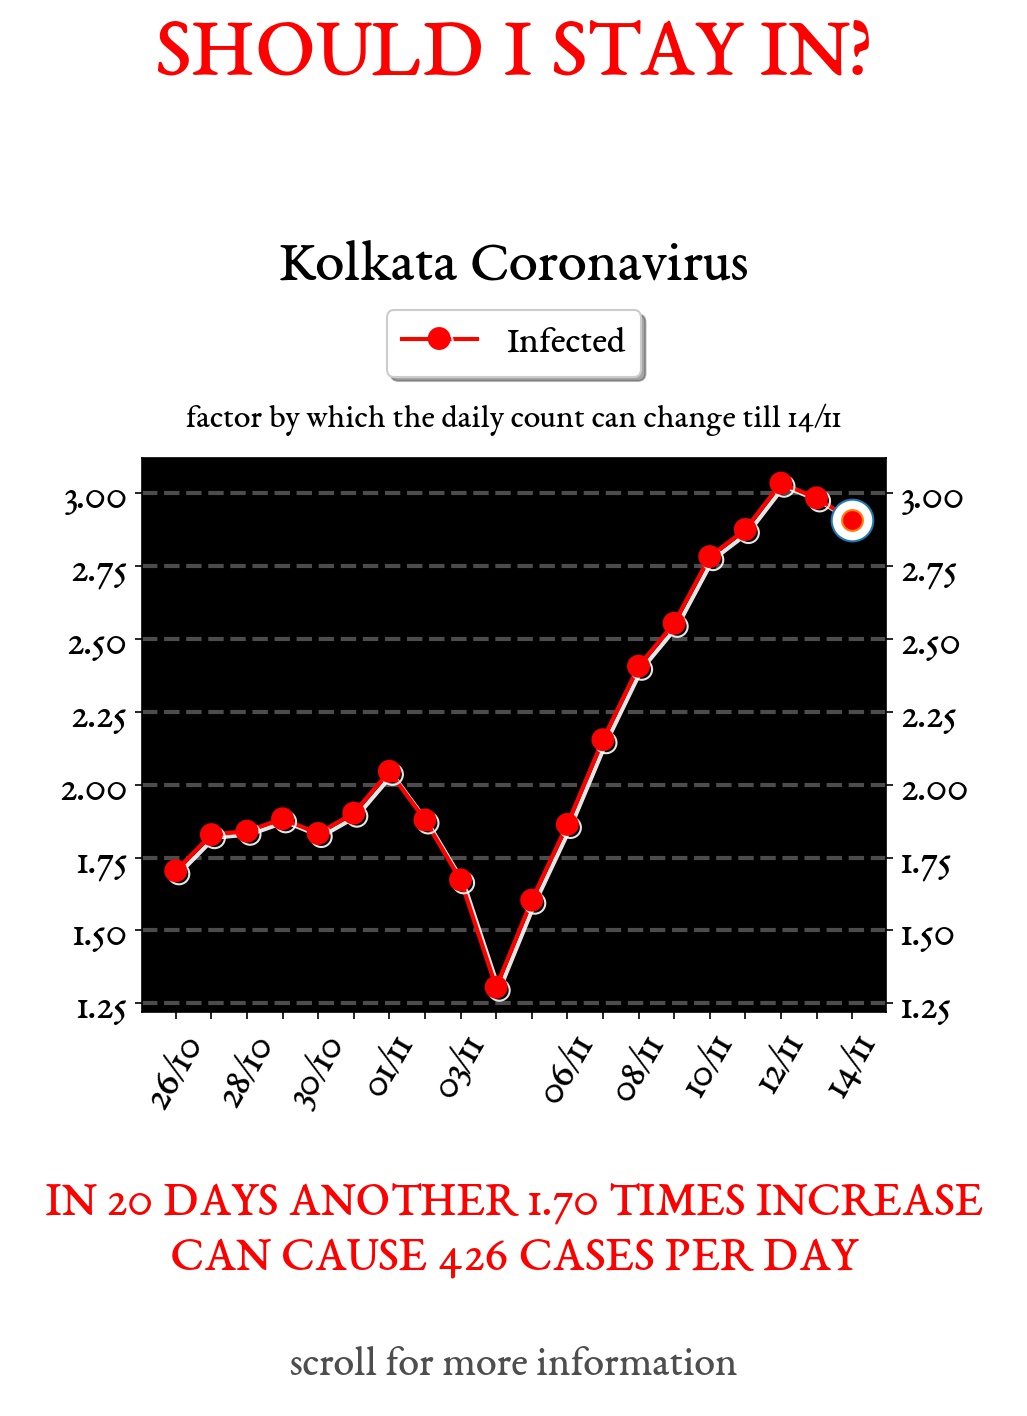 SHOULD I STAY IN?
Kolkata Coronavirus
Infected
factor by which the daily count can change till 14/11
3.00 3.00
2.75 2.75
2.50 2.50
2.25 2.25
2.00 2.00
1.75 1.75
1.50 1.50
1.25 1.25
26/10 28/10 30/10 01/11 03/11 06/11 08/11 10/11 12/11 14/11
IN 20 DAYS ANOTHER 1.70 TIMES INCREASE
CAN CAUSE 426 CASES PER DAY
scroll for more information